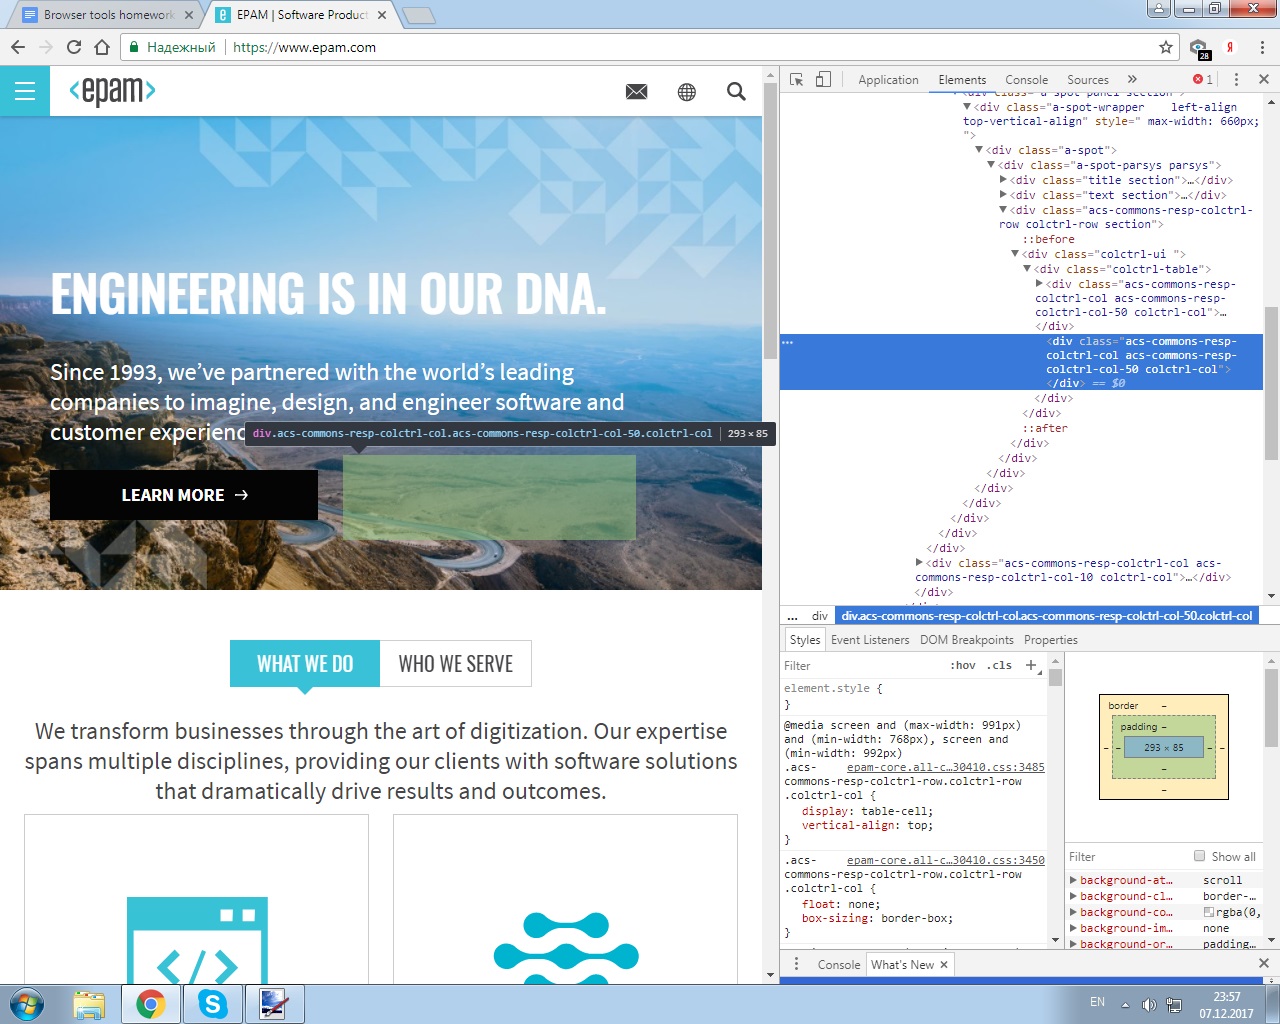 Browser tools homework
EPAM | Software Product
Надежный
https://www.epam.com
28
Я
<epam>
ENGINEERING IS IN OUR DNA.
Since 1993, we’ve partnered with the world’s leading
companies to imagine, design, and engineer software and
customer experienc
div.acs-commons-resp-colctrl-col.acs-commons-resp-colctrl-col-50.colctrl-col | 293 × 85
LEARN MORE →
WHAT WE DO
WHO WE SERVE
We transform businesses through the art of digitization. Our expertise
spans multiple disciplines, providing our clients with software solutions
that dramatically drive results and outcomes.
</>
Application Elements Console Sources » 1
<div class="a-spot-panel section">
▼<div class="a-spot-wrapper left-align
top-vertical-align" style=" max-width: 660px;
">
▼<div class="a-spot">
▼<div class="a-spot-parsys parsys">
▶<div class="title section">…</div>
▶<div class="text section">…</div>
▼<div class="acs-commons-resp-colctrl-
row colctrl-row section">
::before
▼<div class="colctrl-ui ">
▼<div class="colctrl-table">
▶<div class="acs-commons-resp-
colctrl-col acs-commons-resp-
colctrl-col-50 colctrl-col">…
</div>
<div class="acs-commons-resp-
colctrl-col acs-commons-resp-
colctrl-col-50 colctrl-col">
</div> == $0
</div>
</div>
::after
</div>
</div>
</div>
</div>
</div>
</div>
</div>
</div>
▶<div class="acs-commons-resp-colctrl-col acs-
commons-resp-colctrl-col-10 colctrl-col">…</div>
</div>
... div div.acs-commons-resp-colctrl-col.acs-commons-resp-colctrl-col-50.colctrl-col
Styles Event Listeners DOM Breakpoints Properties
Filter :hov .cls +
element.style {
}
@media screen and (max-width: 991px)
and (min-width: 768px), screen and
(min-width: 992px)
.acs- epam-core.all-c…30410.css:3485
commons-resp-colctrl-row.colctrl-row
.colctrl-col {
display: table-cell;
vertical-align: top;
}
.acs- epam-core.all-c…30410.css:3450
commons-resp-colctrl-row.colctrl-row
.colctrl-col {
float: none;
box-sizing: border-box;
}
border –
padding –
– – 293 × 85 – –
–
–
Filter Show all
▶ background-at… scroll
▶ background-cl… border-…
▶ background-co… rgba(0,
▶ background-im… none
▶ background-or… padding…
Console What's New ×
EN
23:57
07.12.2017